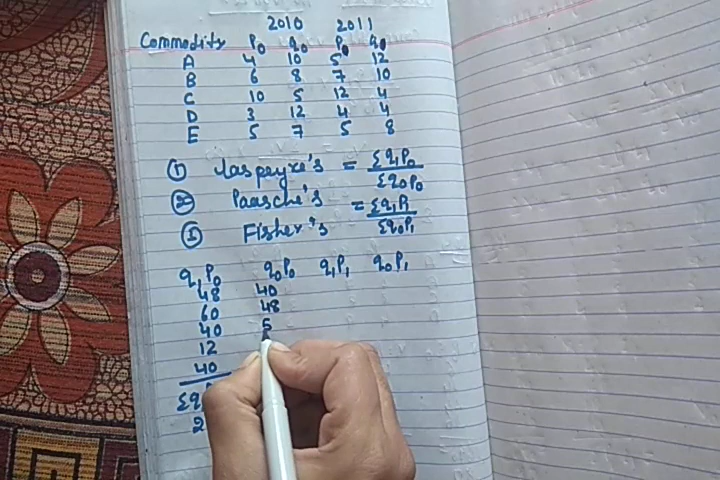 2010 2011
Commodity P0 q0 P0 q0
A 4 10 5 12
B 6 8 7 10
C 10 5 12 4
D 3 12 4 4
E 5 7 5 8
① Laspeyre's = Σq1P0 / Σq0P0
② Paasche's = Σq1P1 / Σq0P1
③ Fisher's
q1P0 q0P0 q1P1 q0P1
48 40
60 48
40 5
12
40
Σq
2